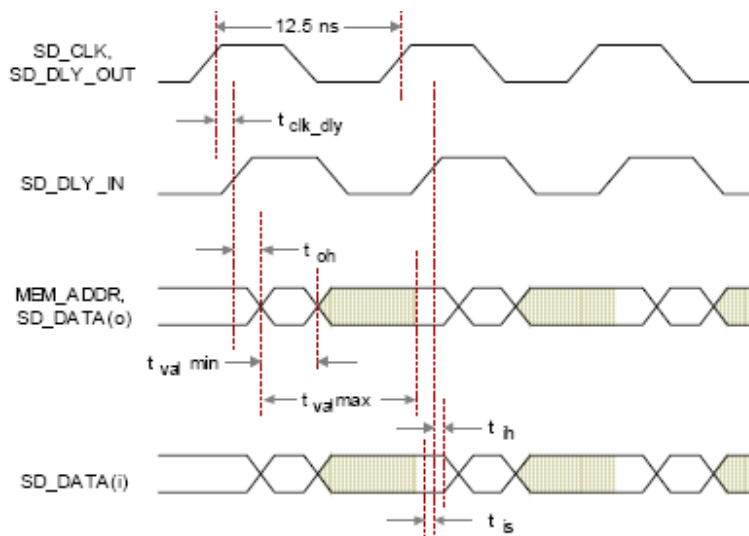 12.5 ns
SD_CLK,
SD_DLY_OUT
t clk_dly
SD_DLY_IN
t oh
MEM_ADDR,
SD_DATA(o)
t val min
t val max
t ih
SD_DATA(i)
t is